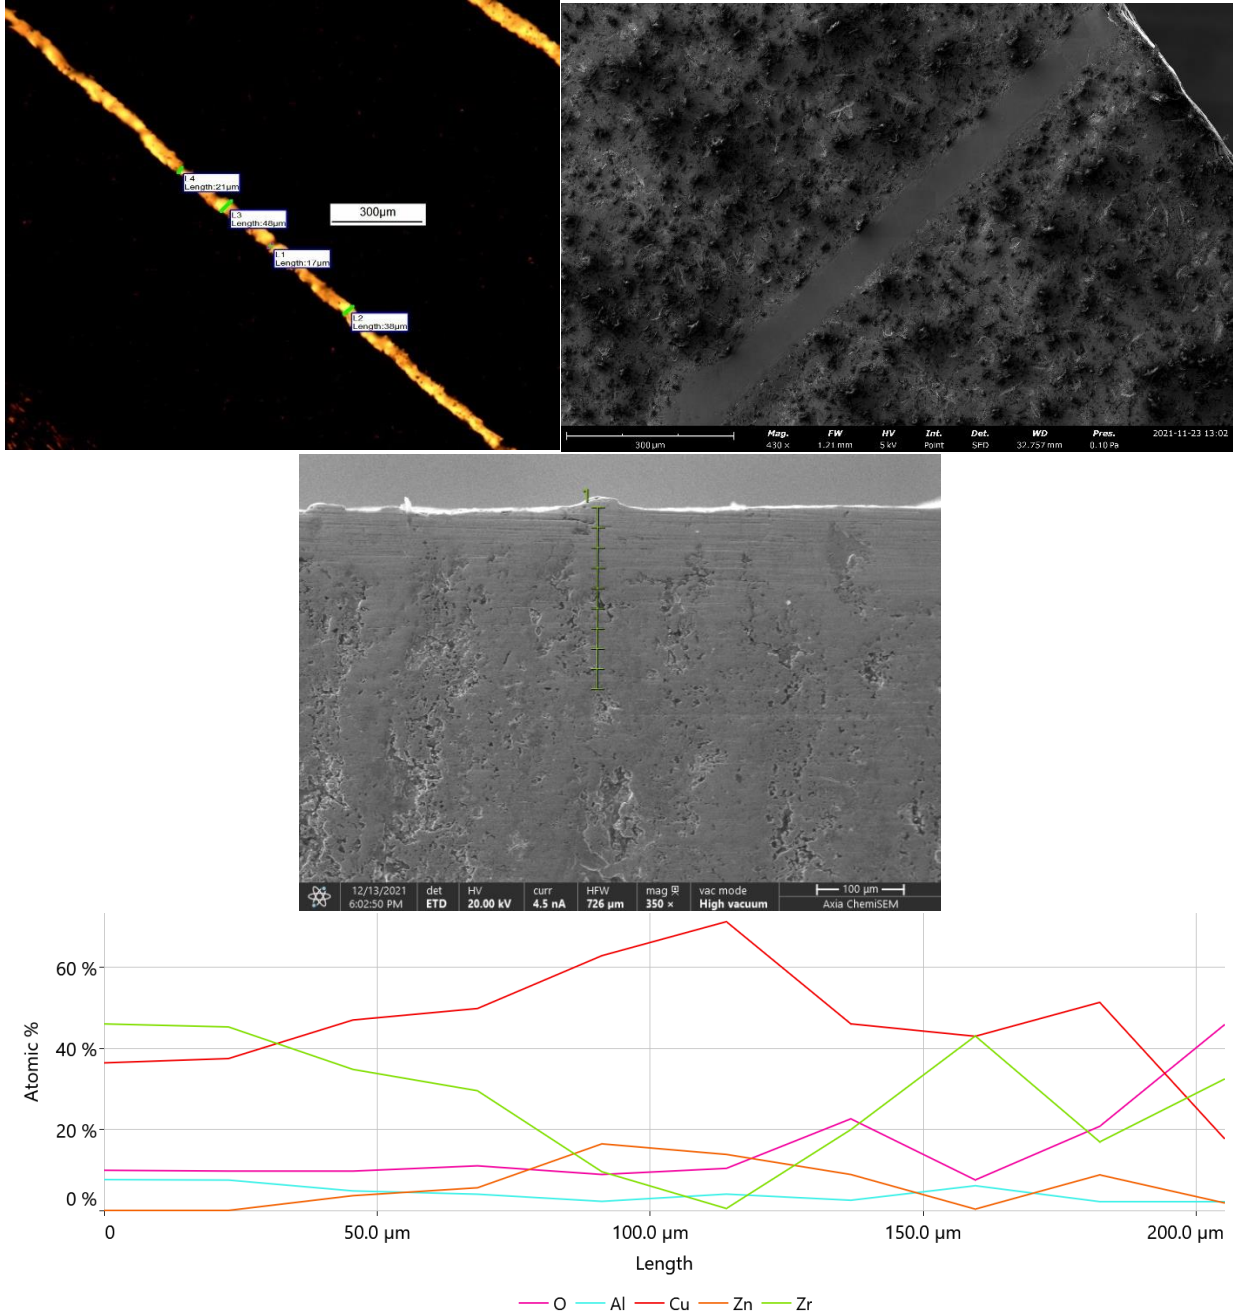 L4
Length:21µm
L3
Length:48µm
300µm
L1
Length:17µm
L2
Length:38µm
Mag. FW HV Int. Det. WD Pres. 2021-11-23 13:02
300µm 430 × 1.21 mm 5 kV Point SED 32.757 mm 0.10 Pa
1
12/13/2021 det HV curr HFW mag vac mode 100 µm
6:02:50 PM ETD 20.00 kV 4.5 nA 726 µm 350 × High vacuum Axia ChemiSEM
60 %
40 %
20 %
0 %
Atomic %
0 50.0 µm 100.0 µm 150.0 µm 200.0 µm
Length
O Al Cu Zn Zr